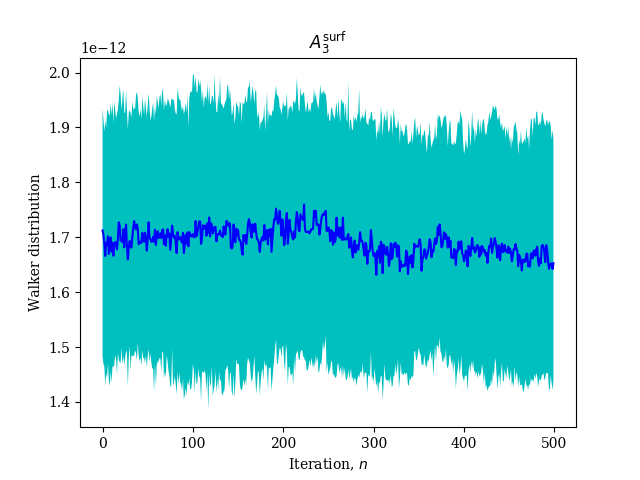 $A_3^{\mathrm{surf}}$
1e−12
2.0
1.9
1.8
1.7
1.6
1.5
1.4
Walker distribution
0 100 200 300 400 500
Iteration, n